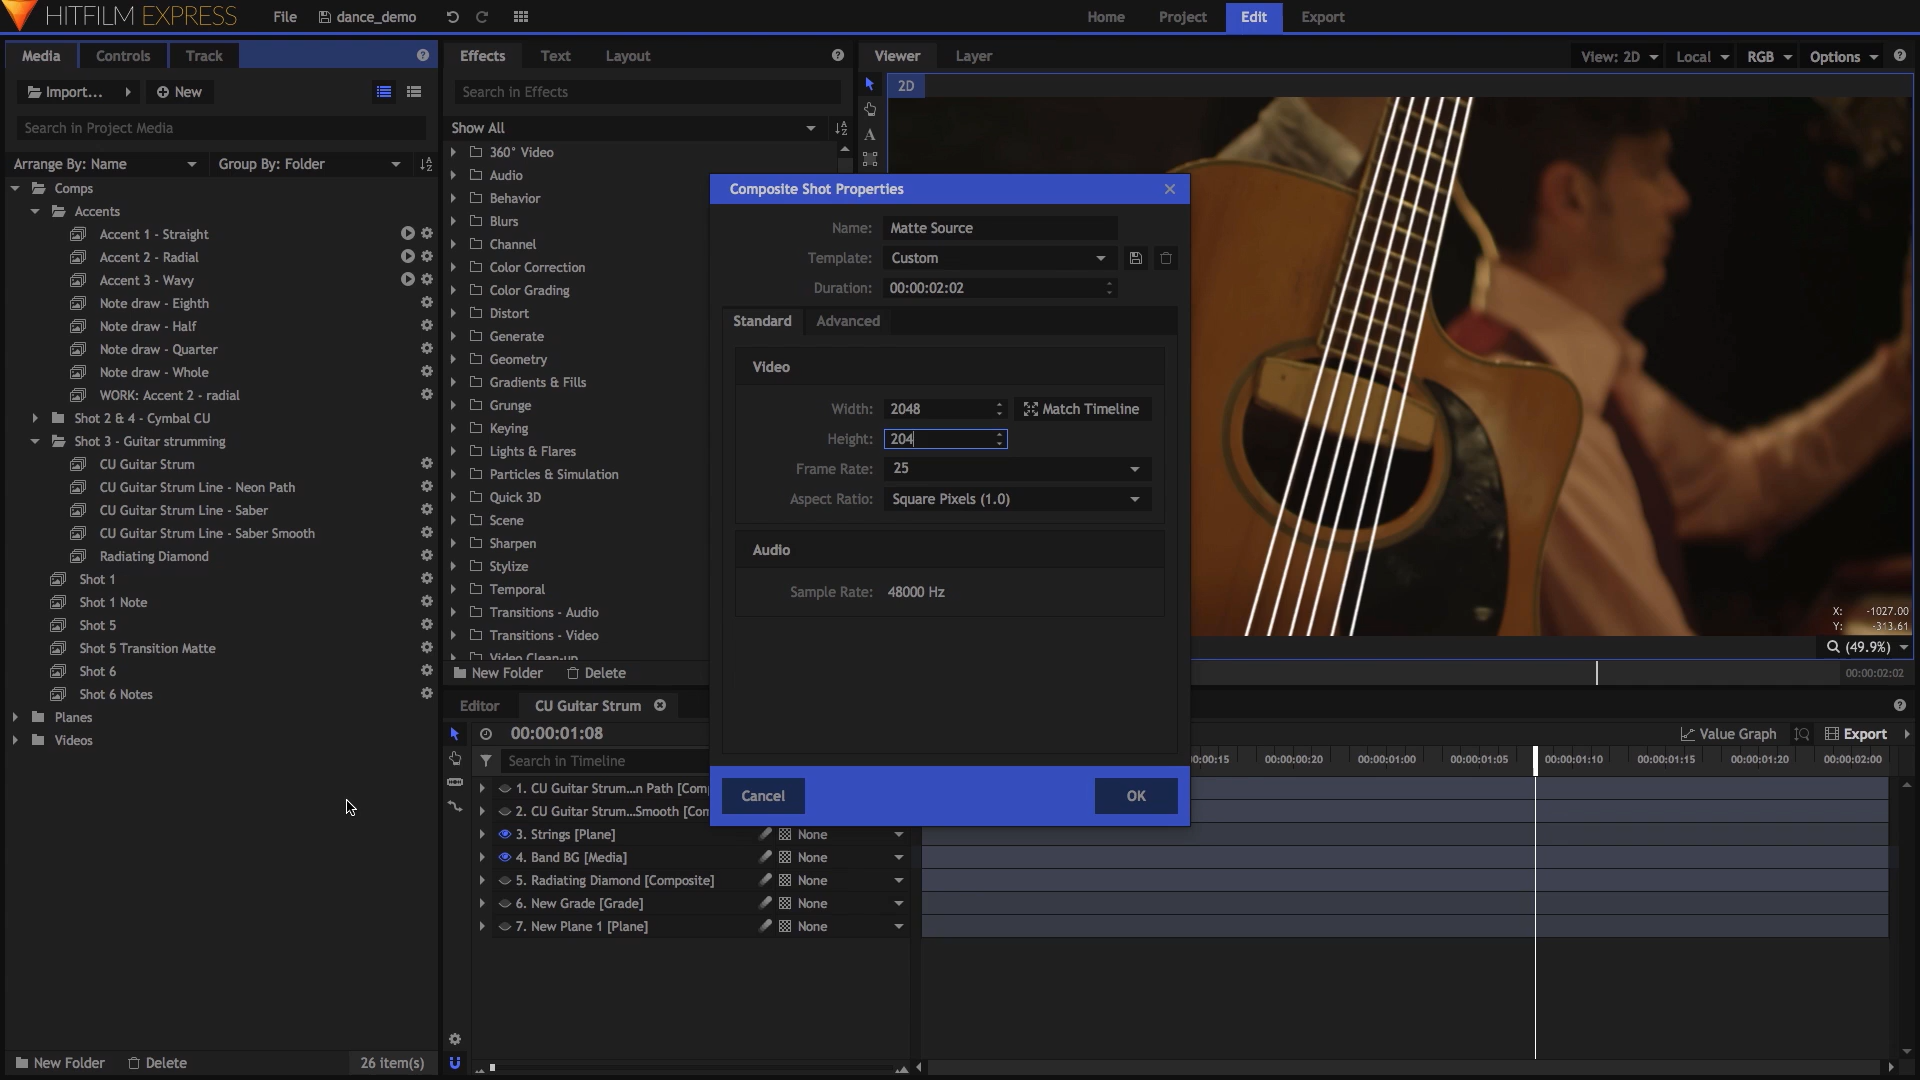 HITFILM EXPRESS
File
dance_demo
Home
Project
Edit
Export
Media
Controls
Track
Import...
New
Search in Project Media
Arrange By: Name
Group By: Folder
Comps
Accents
Accent 1 - Straight
Accent 2 - Radial
Accent 3 - Wavy
Note draw - Eighth
Note draw - Half
Note draw - Quarter
Note draw - Whole
WORK: Accent 2 - radial
Shot 2 & 4 - Cymbal CU
Shot 3 - Guitar strumming
CU Guitar Strum
CU Guitar Strum Line - Neon Path
CU Guitar Strum Line - Saber
CU Guitar Strum Line - Saber Smooth
Radiating Diamond
Shot 1
Shot 1 Note
Shot 5
Shot 5 Transition Matte
Shot 6
Shot 6 Notes
Planes
Videos
New Folder
Delete
26 item(s)
Effects
Text
Layout
Search in Effects
Show All
360° Video
Audio
Behavior
Blurs
Channel
Color Correction
Color Grading
Distort
Generate
Geometry
Gradients & Fills
Grunge
Keying
Lights & Flares
Particles & Simulation
Quick 3D
Scene
Sharpen
Stylize
Temporal
Transitions - Audio
Transitions - Video
Video Clean-up
New Folder
Delete
Viewer
Layer
View: 2D
Local
RGB
Options
2D
A
X: -1027.00
Y: -313.61
(49.9%)
00:00:02:02
Composite Shot Properties
Name: Matte Source
Template: Custom
Duration: 00:00:02:02
Standard
Advanced
Video
Width: 2048
Match Timeline
Height: 204
Frame Rate: 25
Aspect Ratio: Square Pixels (1.0)
Audio
Sample Rate: 48000 Hz
Cancel
OK
Editor
CU Guitar Strum
00:00:01:08
Value Graph
Export
Search in Timeline
00:00:00:20
00:00:01:00
00:00:01:05
00:00:01:10
00:00:01:15
00:00:01:20
00:00:02:00
1. CU Guitar Strum...n Path [Com
2. CU Guitar Strum...Smooth [Con
3. Strings [Plane]
None
4. Band BG [Media]
None
5. Radiating Diamond [Composite]
None
6. New Grade [Grade]
None
7. New Plane 1 [Plane]
None